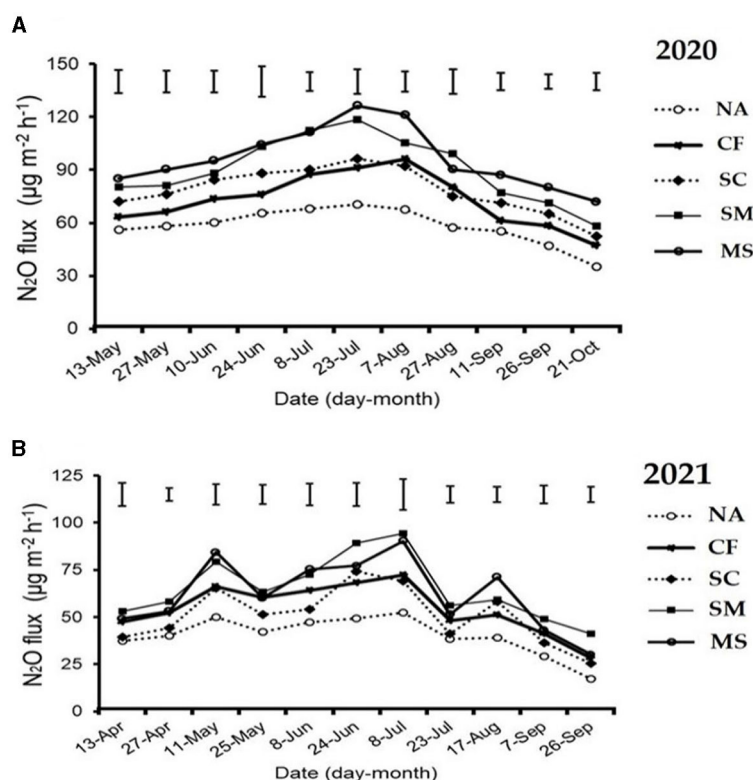 A
2020
150
120
90
60
30
0
N₂O flux (µg m⁻² h⁻¹)
NA
CF
SC
SM
MS
13-May 27-May 10-Jun 24-Jun 8-Jul 23-Jul 7-Aug 27-Aug 11-Sep 26-Sep 21-Oct
Date (day-month)
B
2021
125
100
75
50
25
0
N₂O flux (µg m⁻² h⁻¹)
NA
CF
SC
SM
MS
13-Apr 27-Apr 11-May 25-May 8-Jun 24-Jun 8-Jul 23-Jul 17-Aug 7-Sep 26-Sep
Date (day-month)